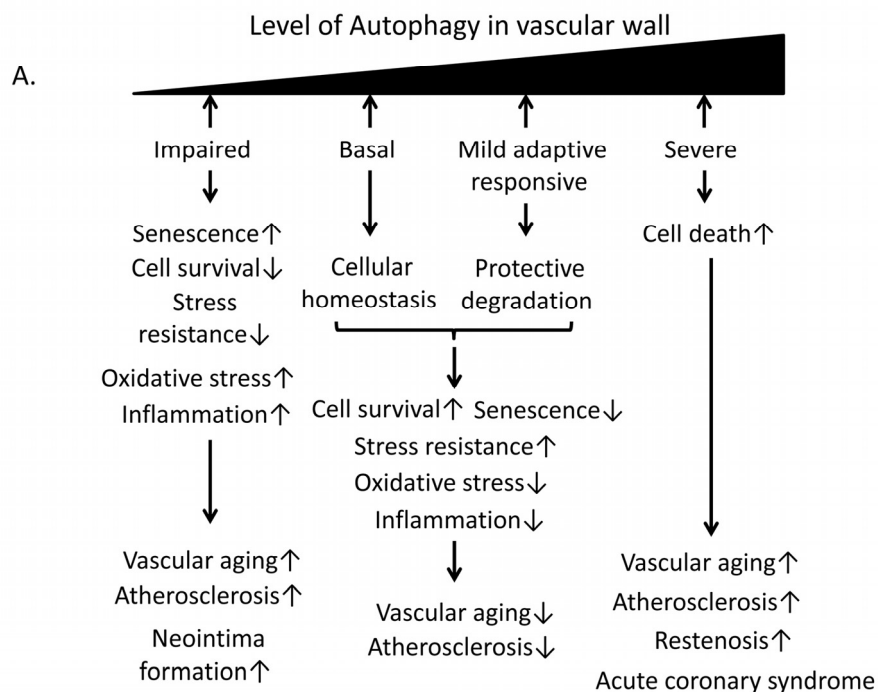 Level of Autophagy in vascular wall
A.
Impaired
Senescence↑
Cell survival↓
Stress
resistance↓
Oxidative stress↑
Inflammation↑
Vascular aging↑
Atherosclerosis↑
Neointima
formation↑
Basal
Cellular
homeostasis
Mild adaptive
responsive
Protective
degradation
Cell survival↑ Senescence↓
Stress resistance↑
Oxidative stress↓
Inflammation↓
Vascular aging↓
Atherosclerosis↓
Severe
Cell death↑
Vascular aging↑
Atherosclerosis↑
Restenosis↑
Acute coronary syndrome